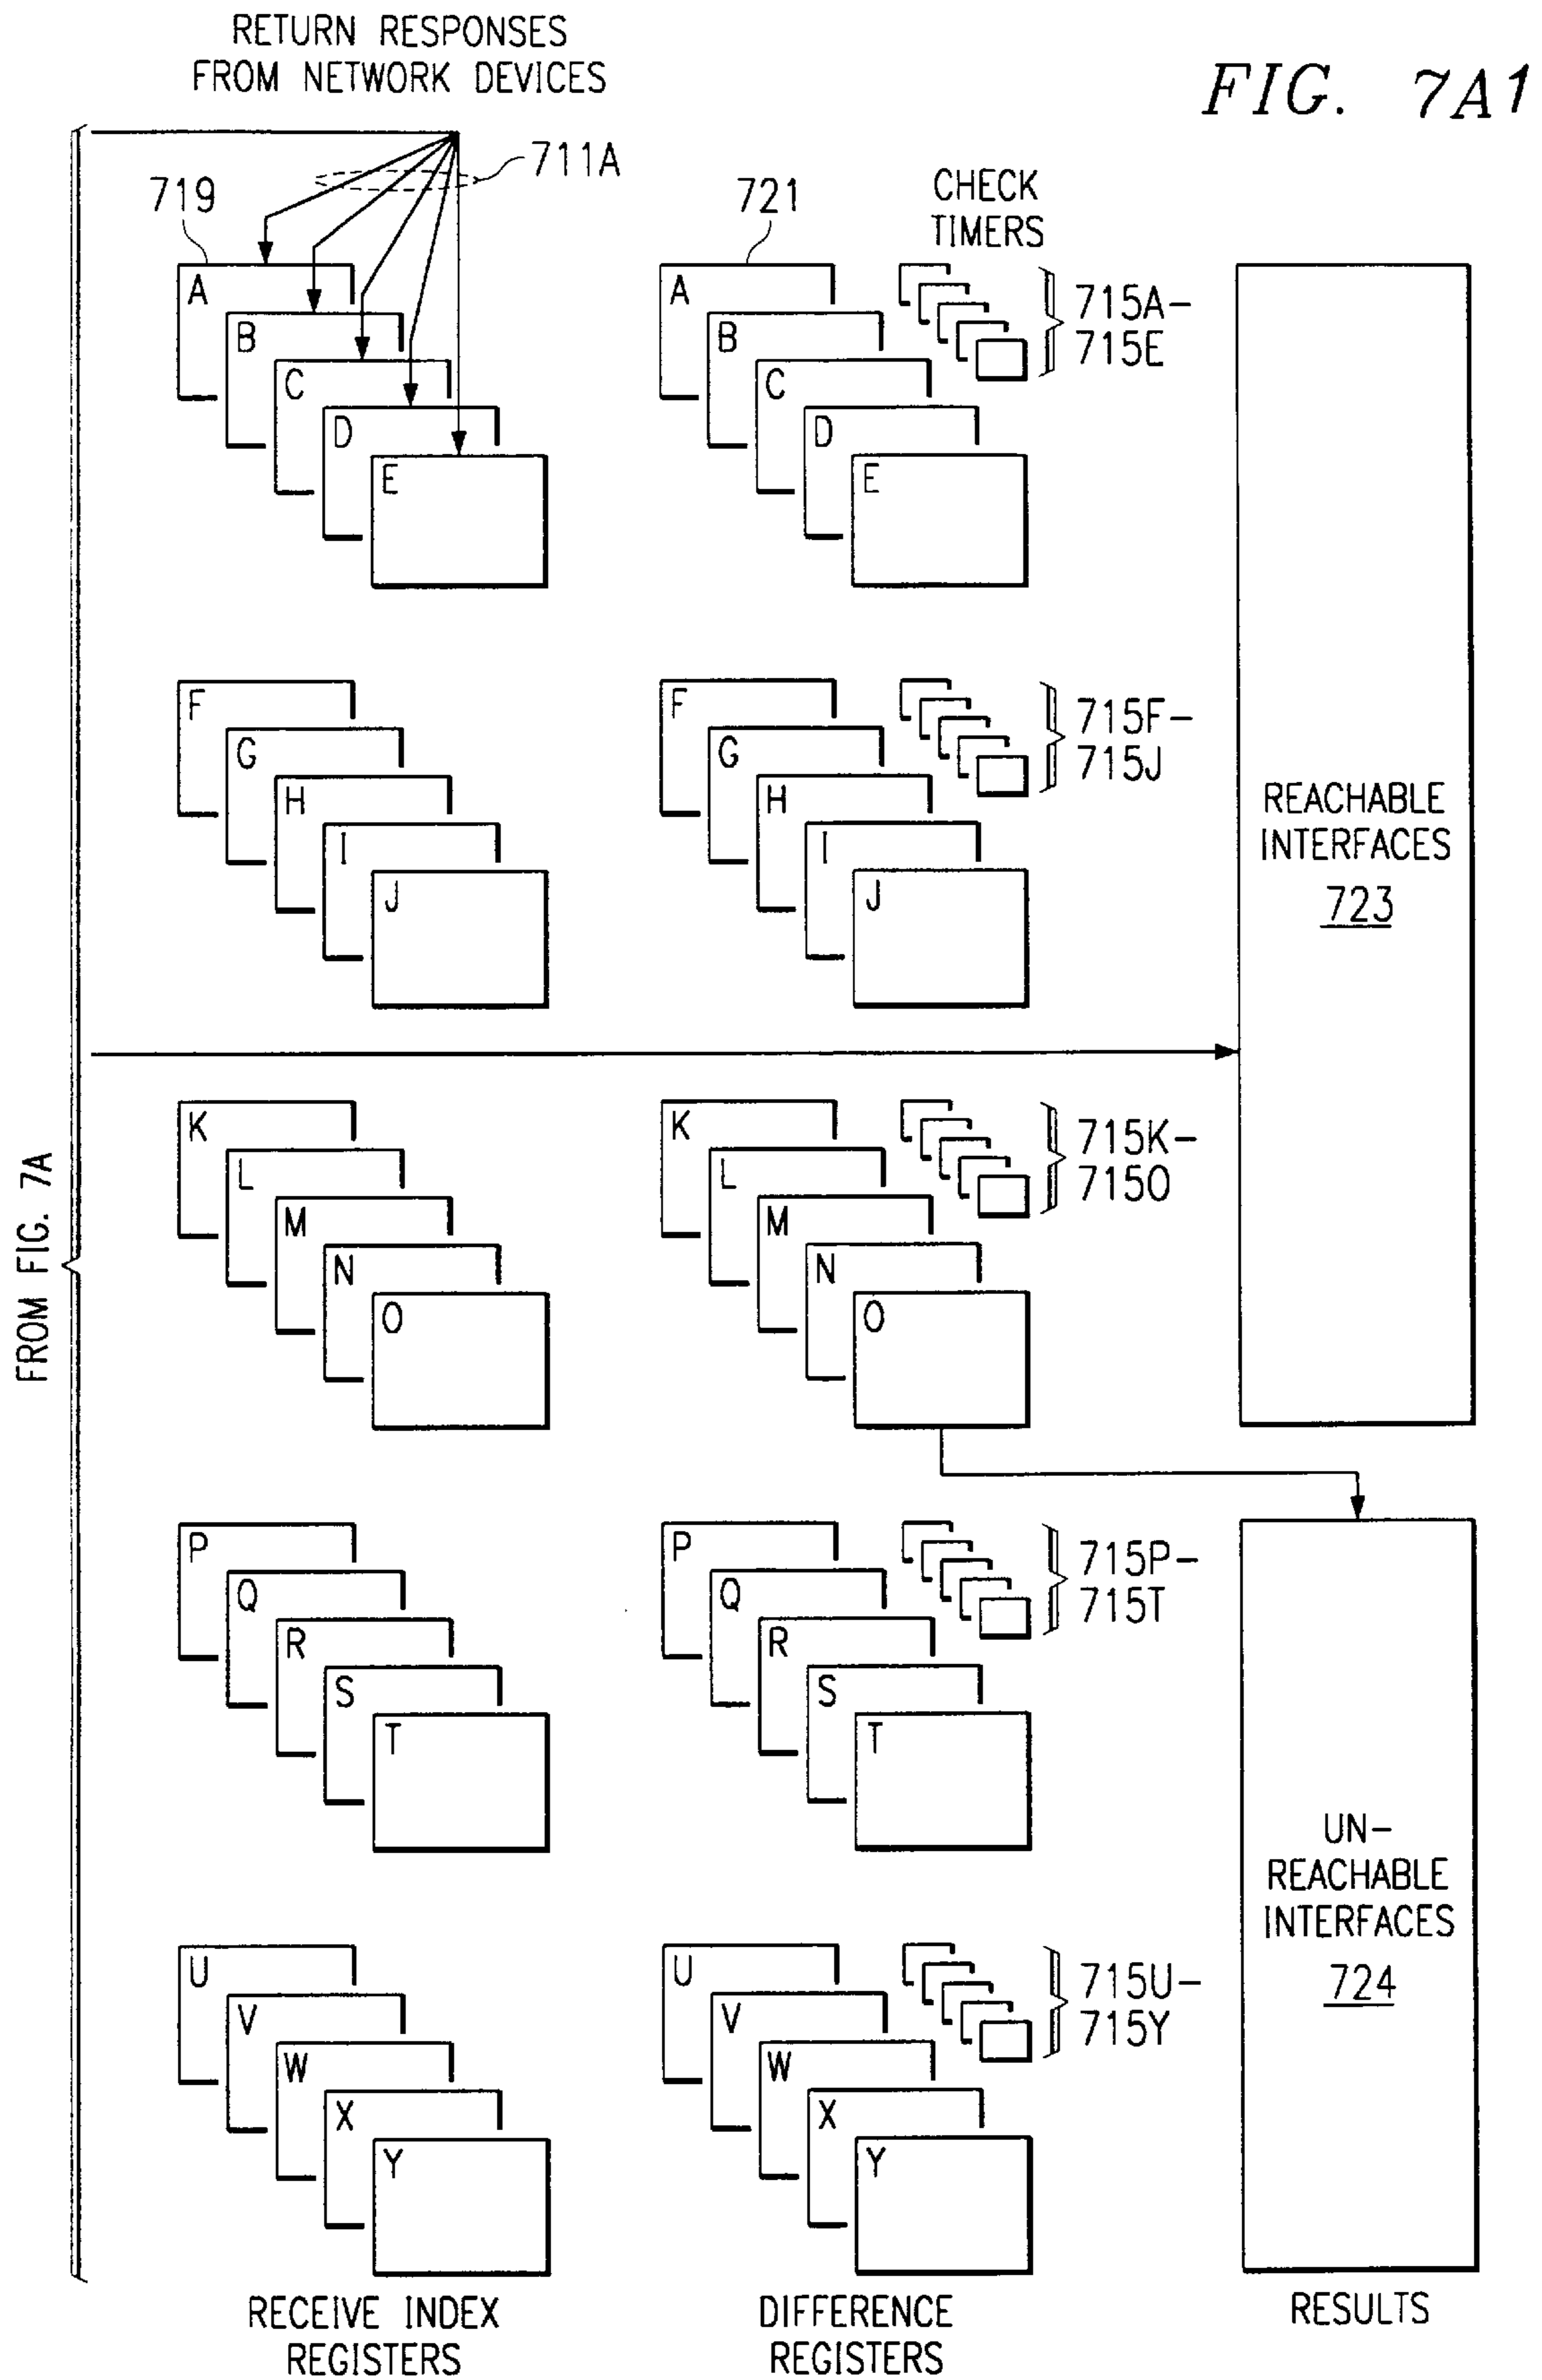 RETURN RESPONSES
FROM NETWORK DEVICES
FIG. 7A1
711A
719
721
CHECK
TIMERS
A
B
C
D
E
A
B
C
D
E
715A-
715E
F
G
H
I
J
F
G
H
I
J
715F-
715J
REACHABLE
INTERFACES
723
FROM FIG. 7A
K
L
M
N
O
K
L
M
N
O
715K-
715O
P
Q
R
S
T
P
Q
R
S
T
715P-
715T
UN-
REACHABLE
INTERFACES
724
U
V
W
X
Y
U
V
W
X
Y
715U-
715Y
RECEIVE INDEX
REGISTERS
DIFFERENCE
REGISTERS
RESULTS